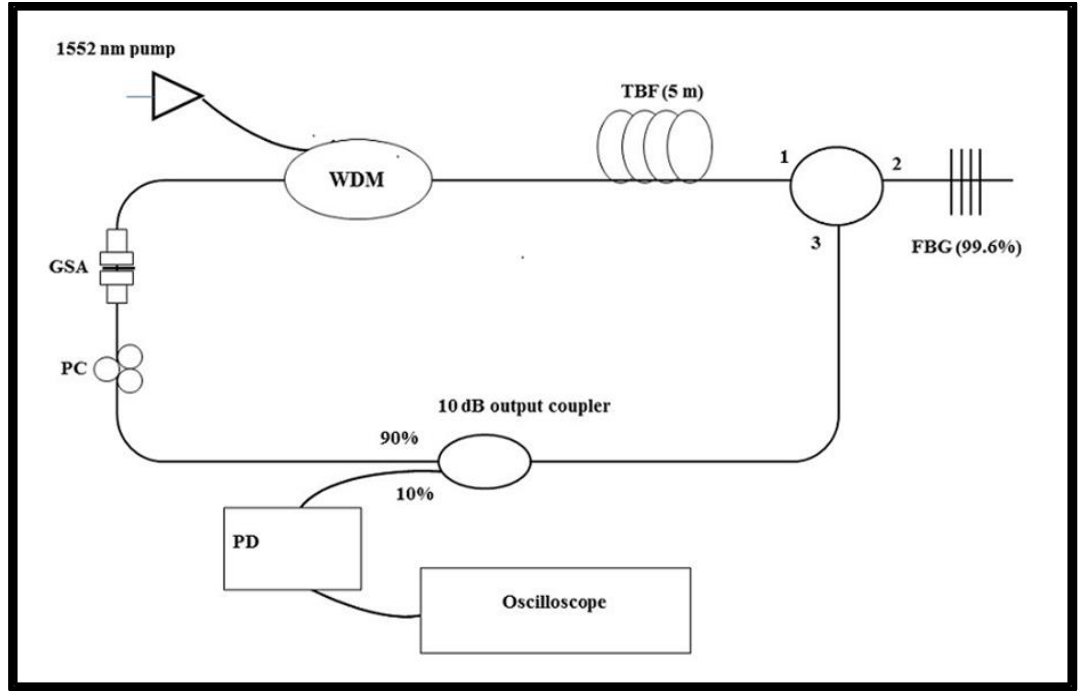 1552 nm pump
TBF (5 m)
WDM
1
2
3
FBG (99.6%)
GSA
PC
10 dB output coupler
90%
10%
PD
Oscilloscope